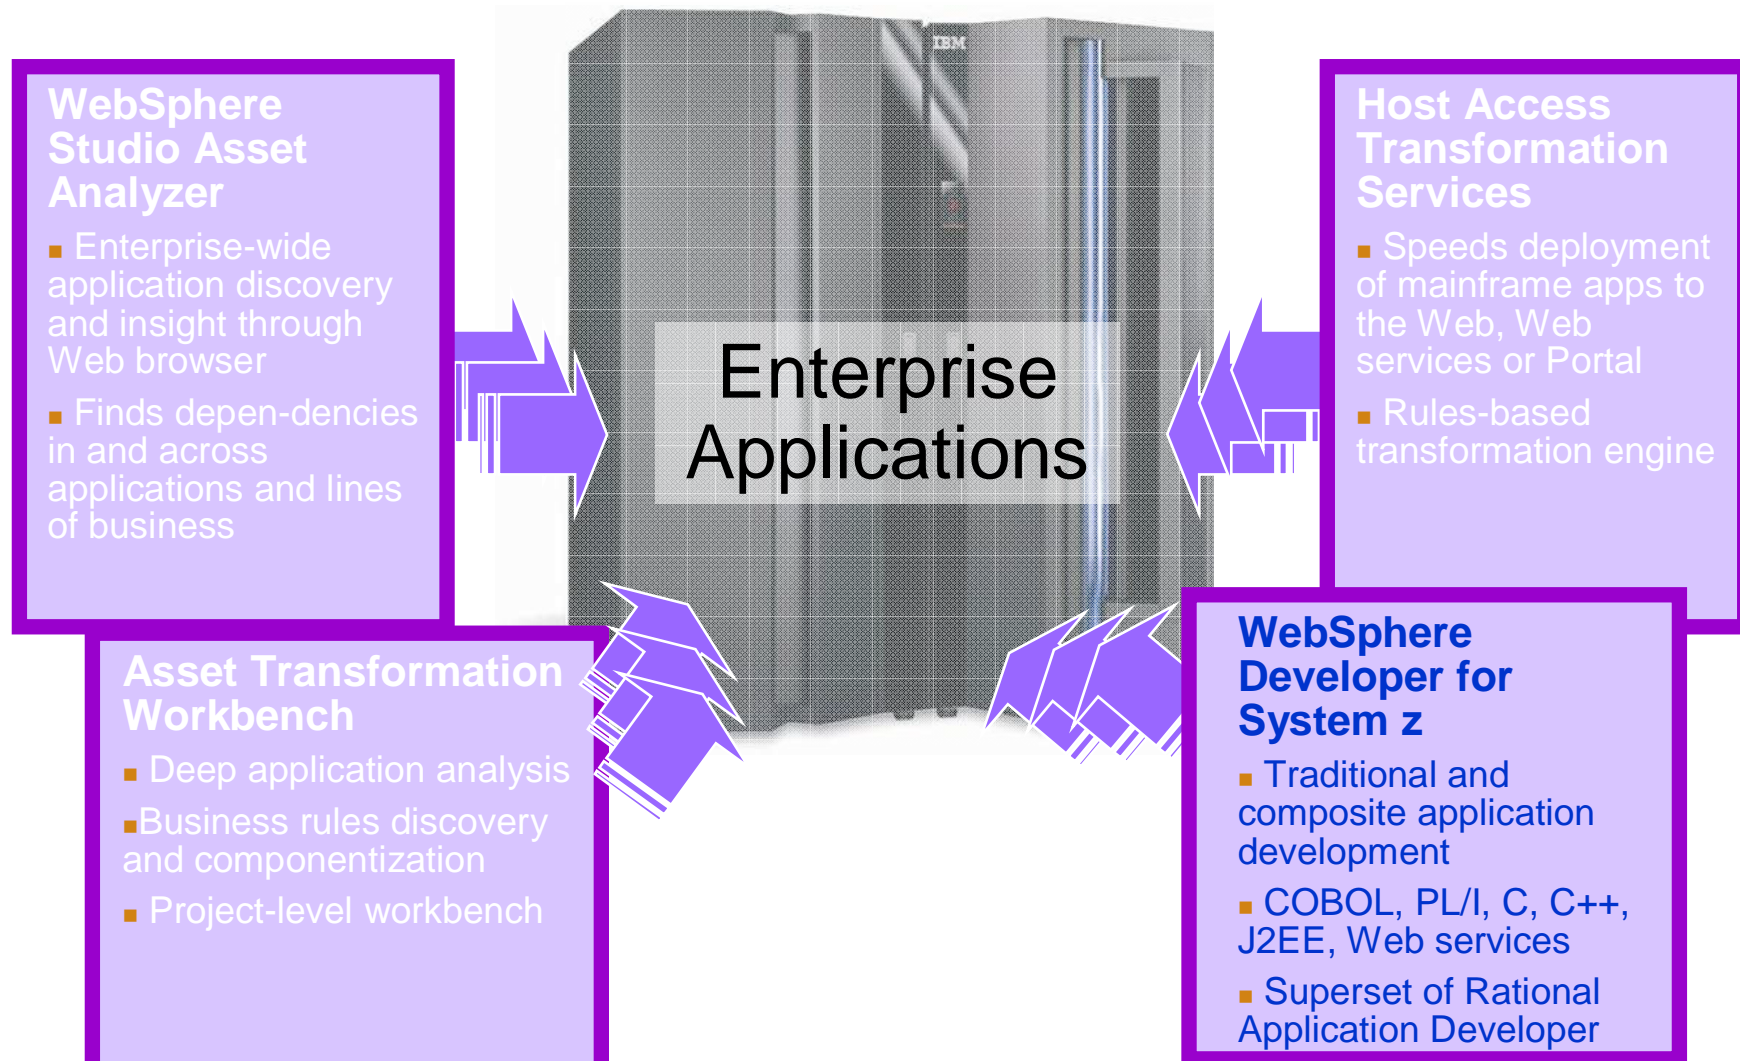 IBM
WebSphere
Studio Asset
Analyzer
■ Enterprise-wide
application discovery
and insight through
Web browser
■ Finds depen-dencies
in and across
applications and lines
of business
Enterprise
Applications
Host Access
Transformation
Services
■ Speeds deployment
of mainframe apps to
the Web, Web
services or Portal
■ Rules-based
transformation engine
Asset Transformation
Workbench
■ Deep application analysis
■Business rules discovery
and componentization
■ Project-level workbench
WebSphere
Developer for
System z
■ Traditional and
composite application
development
■ COBOL, PL/I, C, C++,
J2EE, Web services
■ Superset of Rational
Application Developer